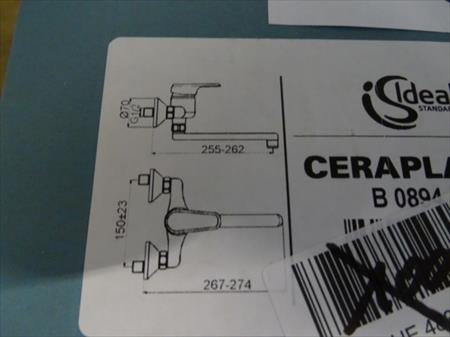 Ø70
G1/2
255-262
150±23
267-274
Ideal
STANDARD
CERAPLA
B 0894